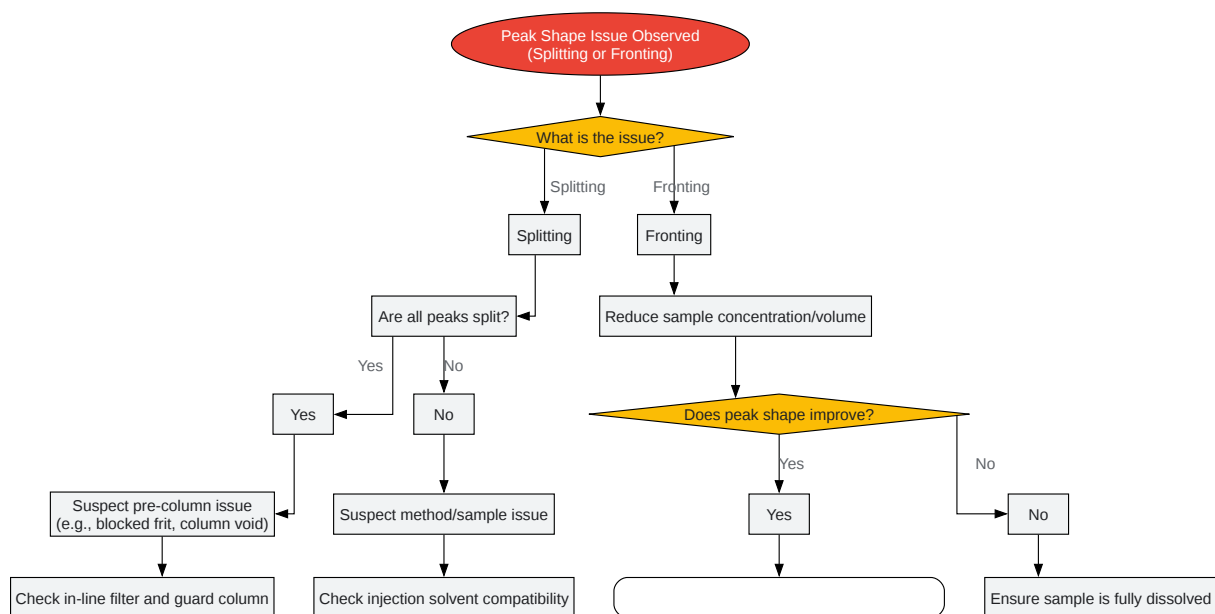 Peak Shape Issue Observed
(Splitting or Fronting)
What is the issue?
Splitting
Fronting
Splitting
Fronting
Are all peaks split?
Reduce sample concentration/volume
Yes
No
Yes
No
Does peak shape improve?
Yes
No
Suspect pre-column issue
(e.g., blocked frit, column void)
Suspect method/sample issue
Yes
No
Check in-line filter and guard column
Check injection solvent compatibility
Ensure sample is fully dissolved